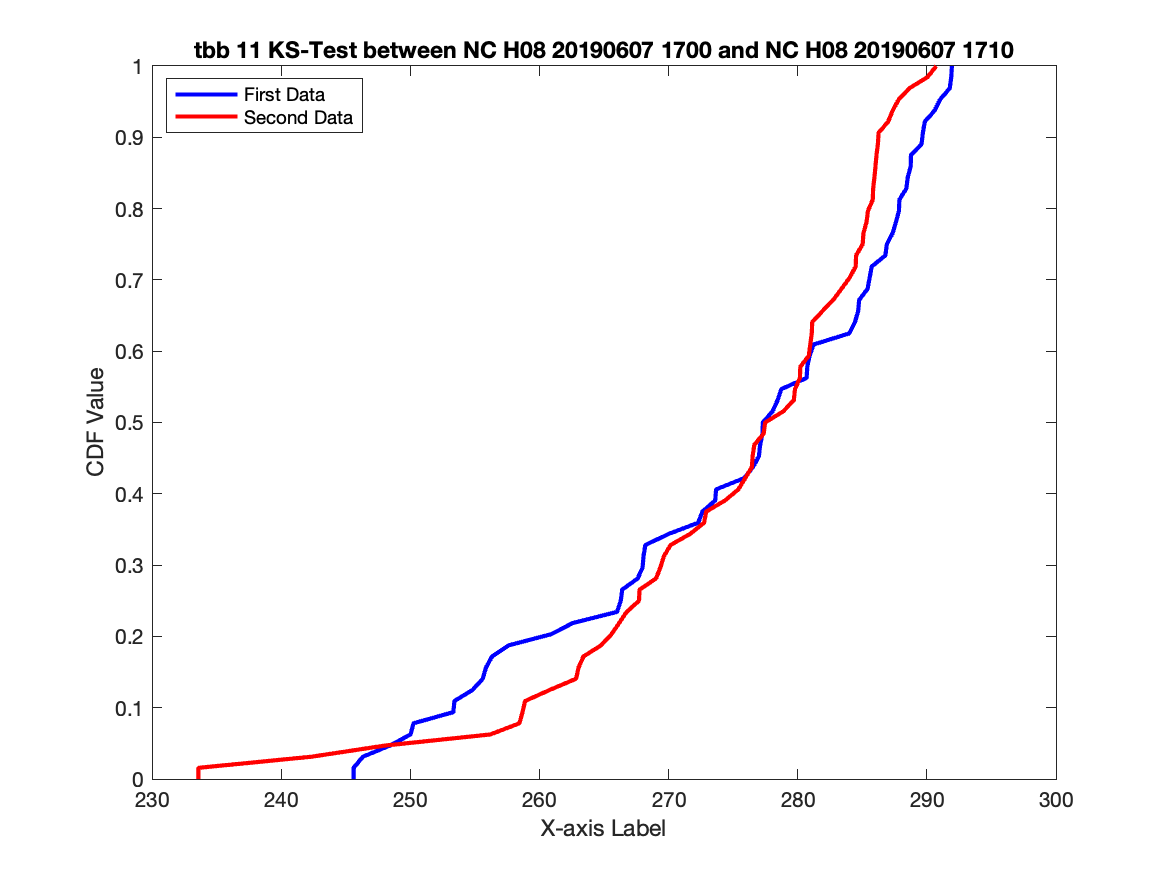 tbb 11 KS-Test between NC H08 20190607 1700 and NC H08 20190607 1710
First Data
Second Data
1
0.9
0.8
0.7
0.6
0.5
0.4
0.3
0.2
0.1
0
CDF Value
230 240 250 260 270 280 290 300
X-axis Label